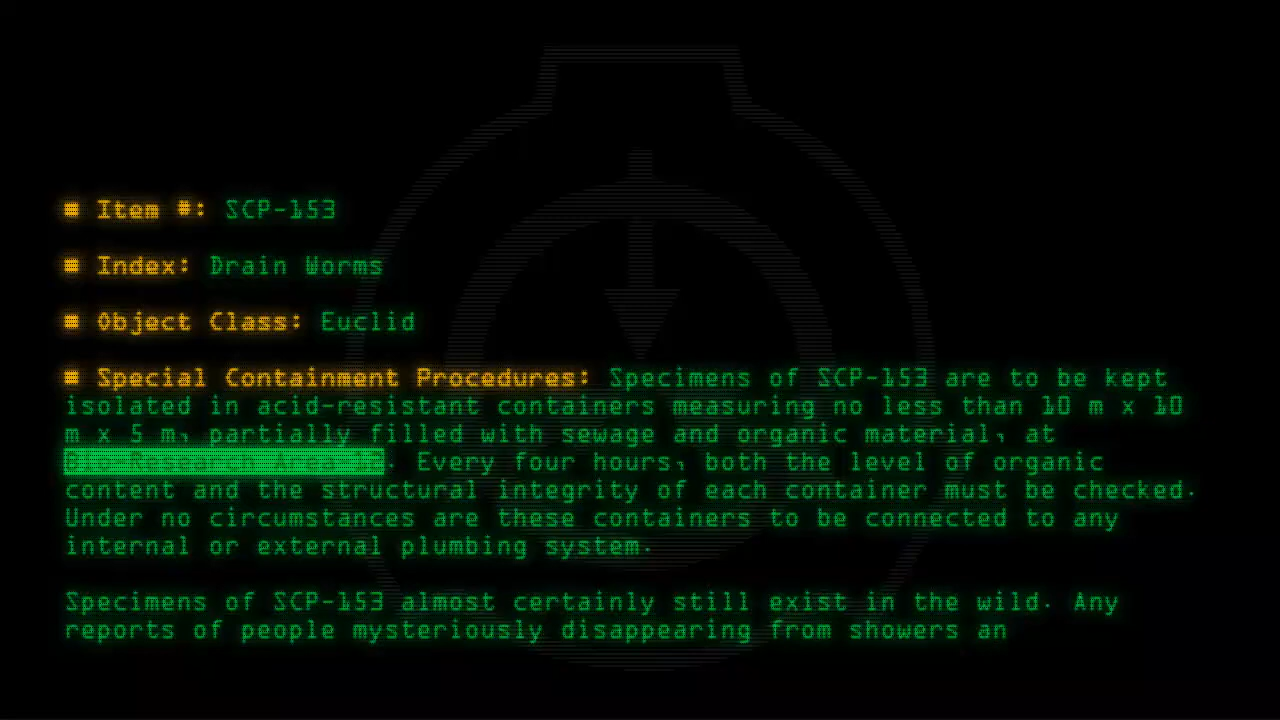 ■ Item #: SCP-153
■ Index: Drain Worms
■ Object Class: Euclid
■ Special Containment Procedures: Specimens of SCP-153 are to be kept
isolated in acid-resistant containers measuring no less than 10 m x 10
m x 5 m, partially filled with sewage and organic material, at
Bio-Research Area-12. Every four hours, both the level of organic
content and the structural integrity of each container must be checked.
Under no circumstances are these containers to be connected to any
internal or external plumbing system.
Specimens of SCP-153 almost certainly still exist in the wild. Any
reports of people mysteriously disappearing from showers an